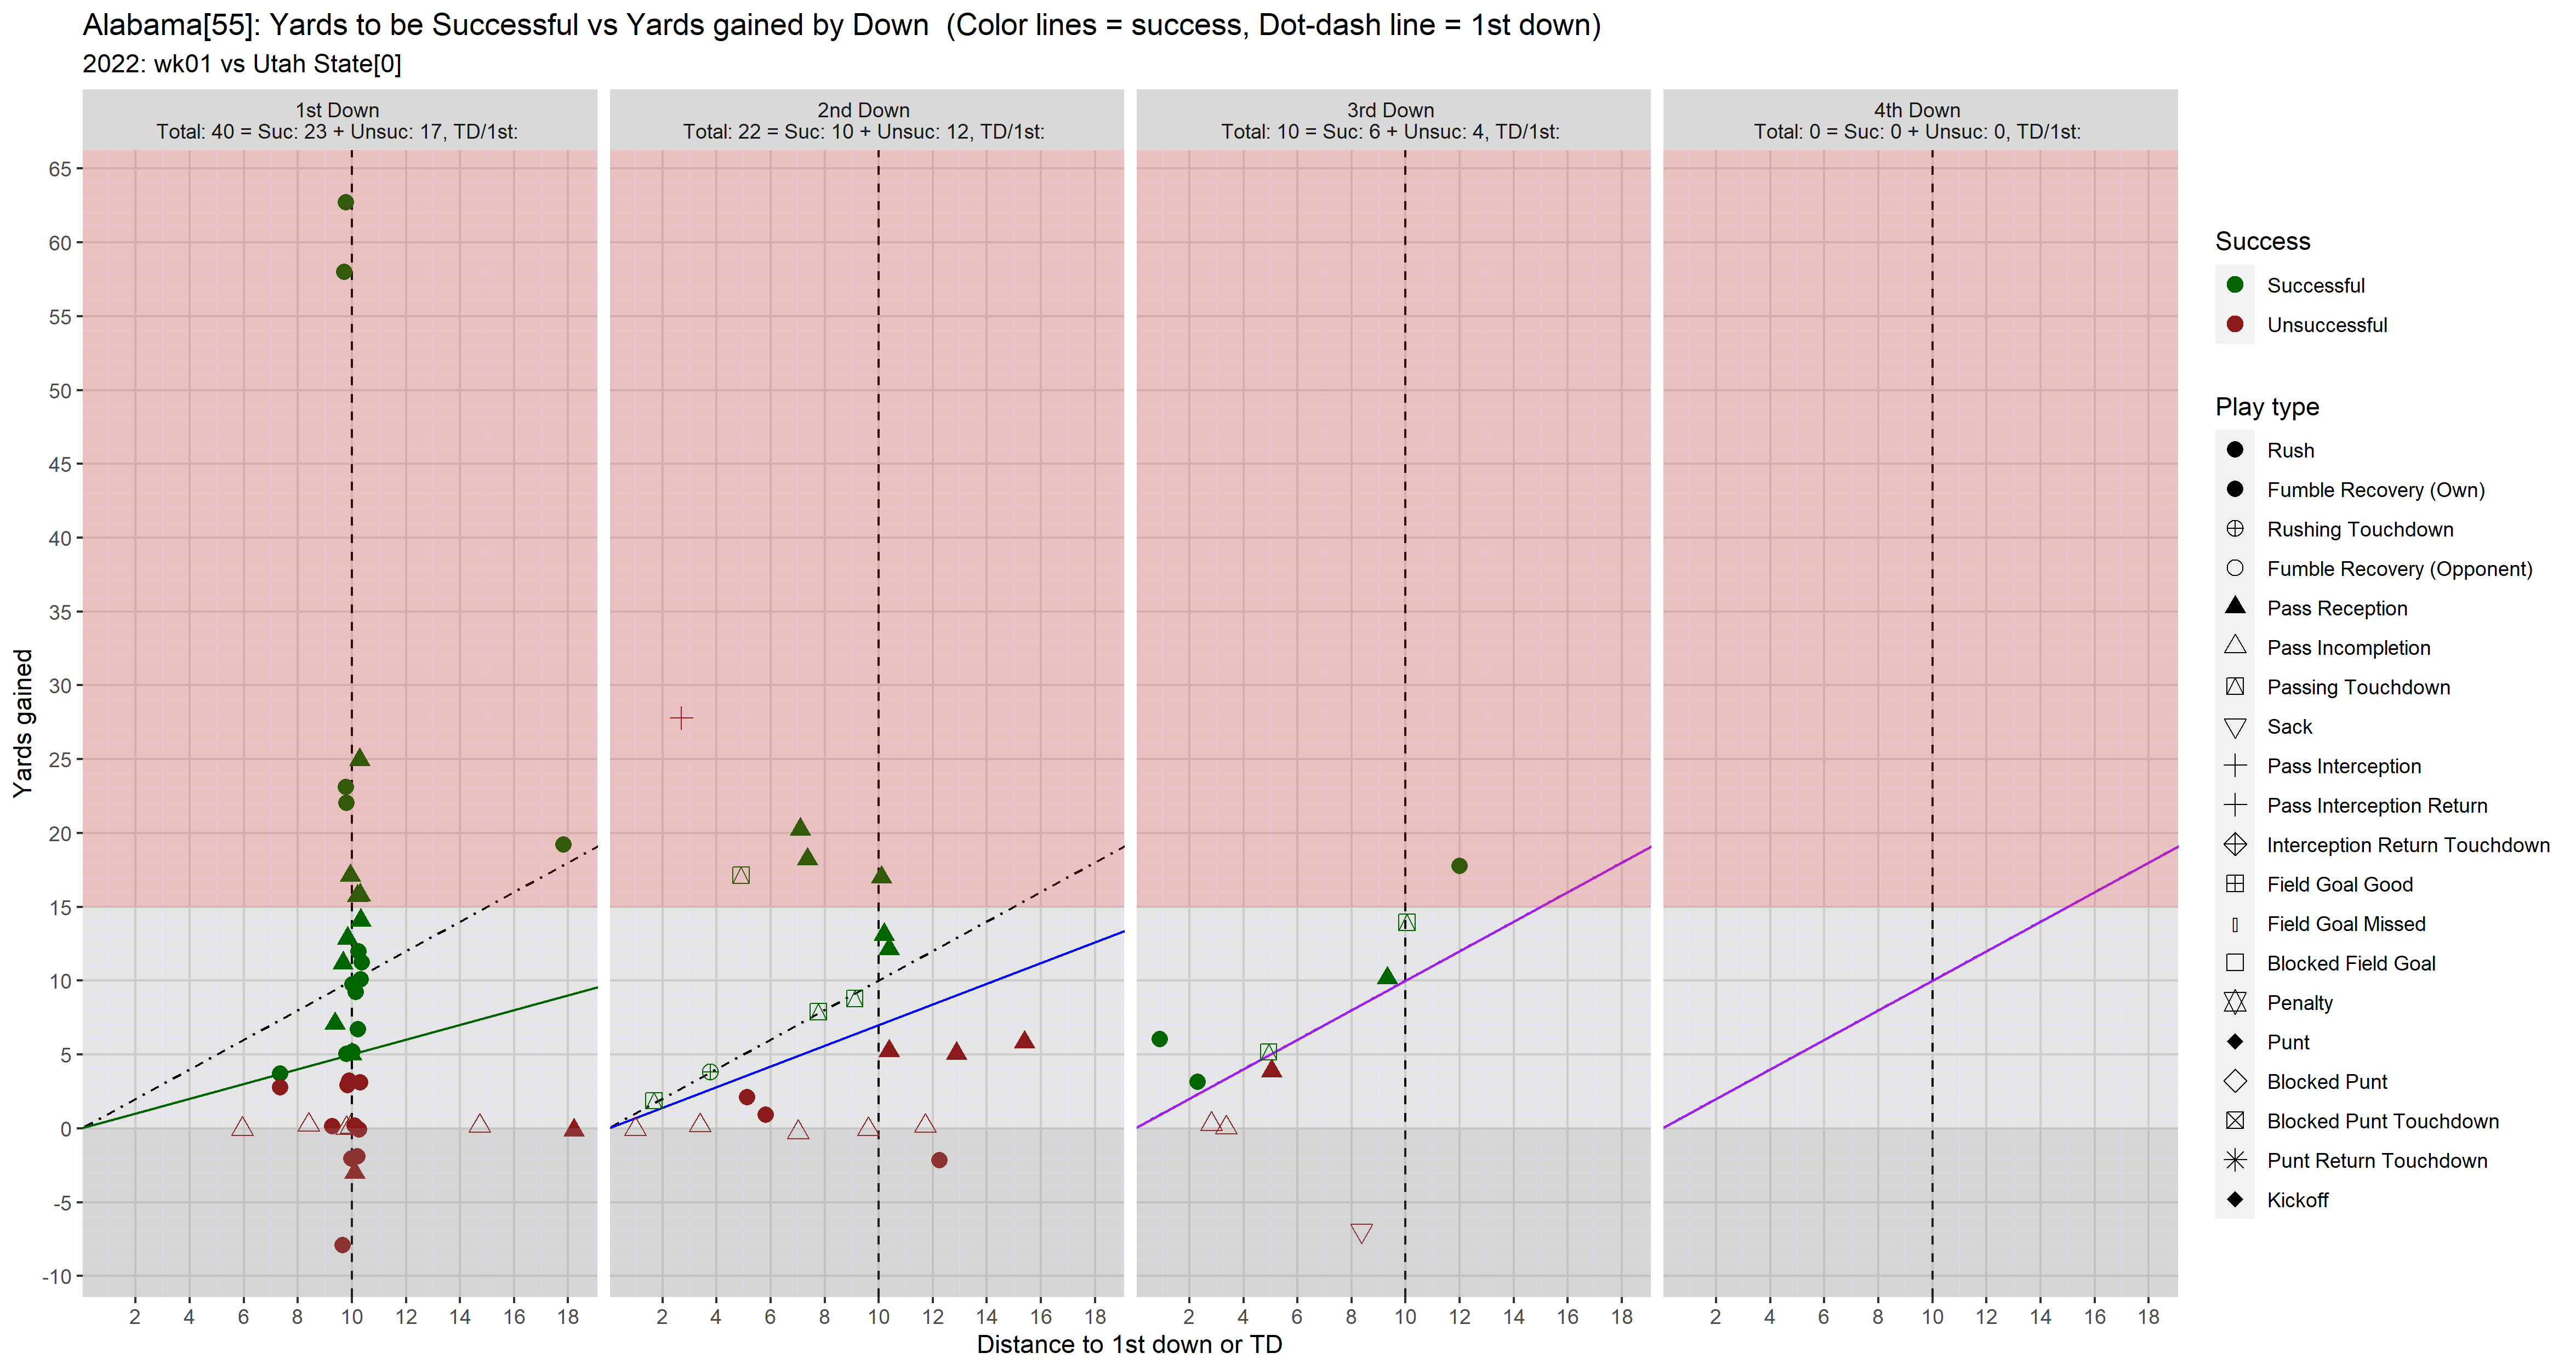 Alabama[55]: Yards to be Successful vs Yards gained by Down  (Color lines = success, Dot-dash line = 1st down)
2022: wk01 vs Utah State[0]
1st Down
Total: 40 = Suc: 23 + Unsuc: 17, TD/1st:
2nd Down
Total: 22 = Suc: 10 + Unsuc: 12, TD/1st:
3rd Down
Total: 10 = Suc: 6 + Unsuc: 4, TD/1st:
4th Down
Total: 0 = Suc: 0 + Unsuc: 0, TD/1st:
Yards gained
65
60
55
50
45
40
35
30
25
20
15
10
5
0
-5
-10
2 4 6 8 10 12 14 16 18
2 4 6 8 10 12 14 16 18
2 4 6 8 10 12 14 16 18
2 4 6 8 10 12 14 16 18
Distance to 1st down or TD
Success
Successful
Unsuccessful
Play type
Rush
Fumble Recovery (Own)
Rushing Touchdown
Fumble Recovery (Opponent)
Pass Reception
Pass Incompletion
Passing Touchdown
Sack
Pass Interception
Pass Interception Return
Interception Return Touchdown
Field Goal Good
Field Goal Missed
Blocked Field Goal
Penalty
Punt
Blocked Punt
Blocked Punt Touchdown
Punt Return Touchdown
Kickoff